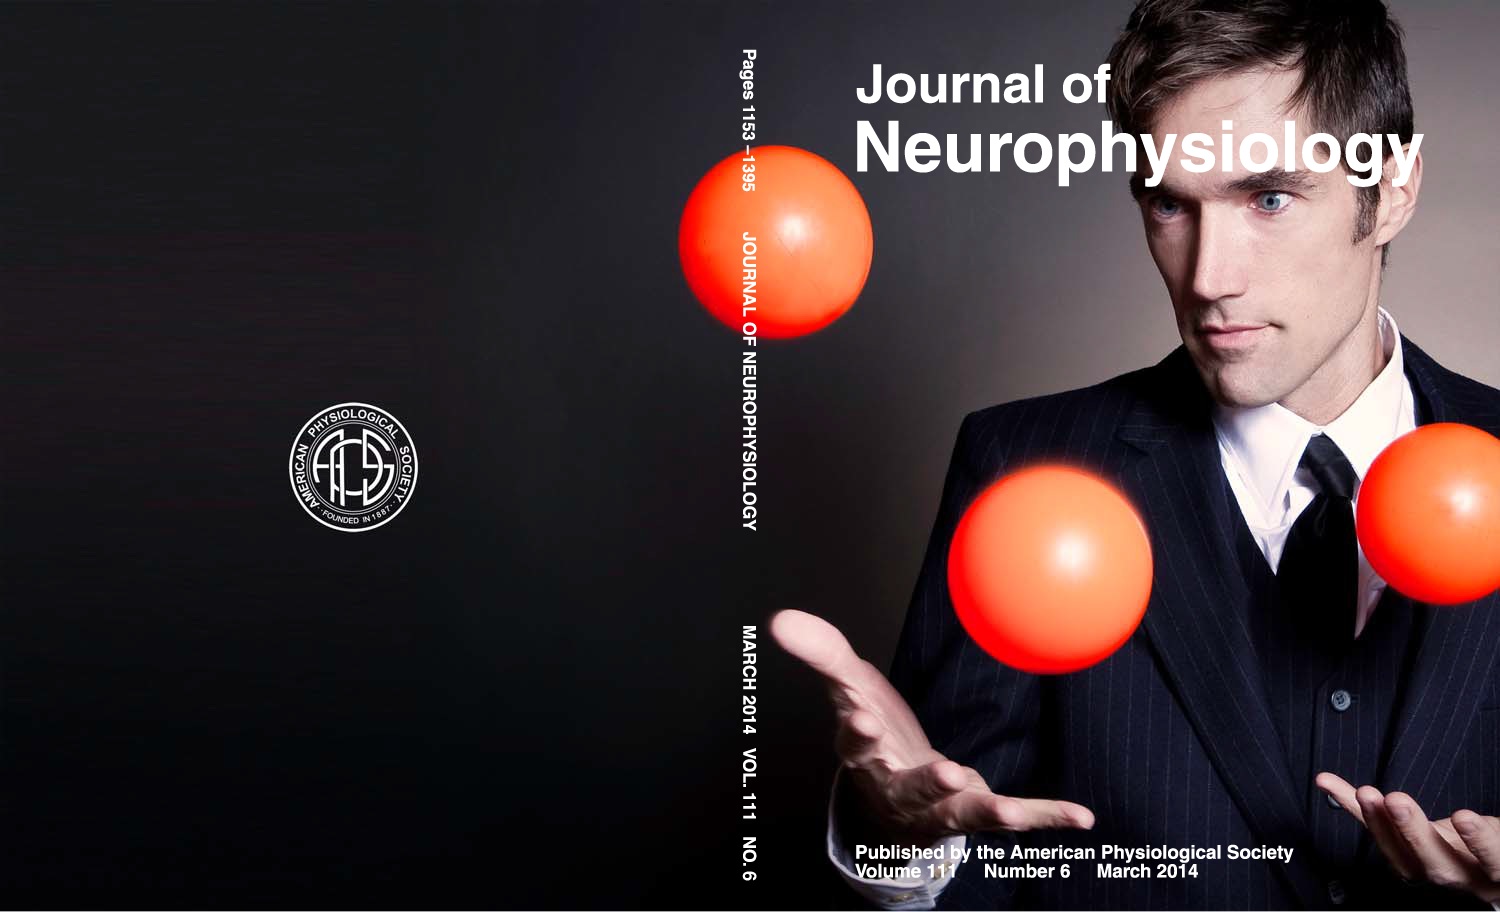 AMERICAN PHYSIOLOGICAL SOCIETY
APS
· FOUNDED IN 1887 ·
Pages 1153 –1395 JOURNAL OF NEUROPHYSIOLOGY MARCH 2014 VOL. 111 NO. 6
Journal of
Neurophysiology
Published by the American Physiological Society
Volume 111 Number 6 March 2014